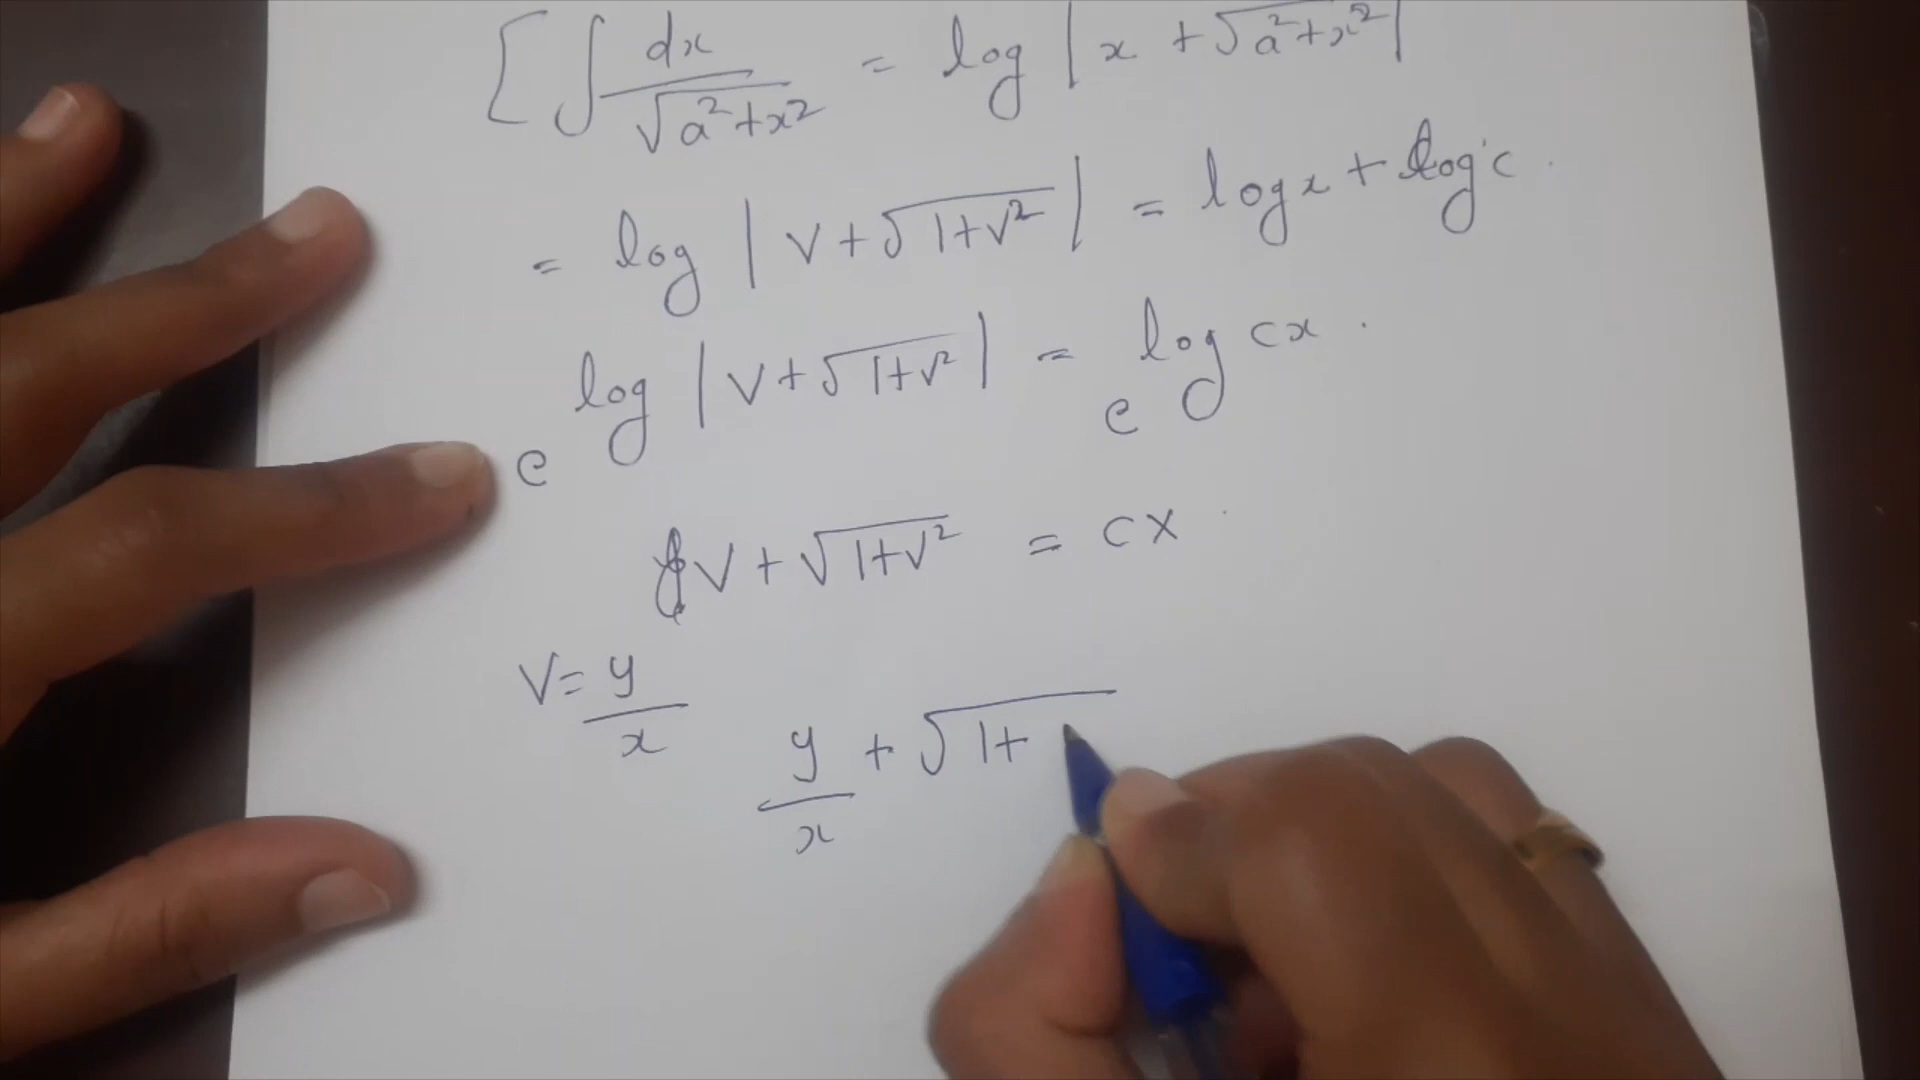 [∫ dx/√(a²+x²) = log |x + √(a²+x²)|
= log |v+√(1+v²)| = log x + log c.
e^(log |v+√(1+v²)|) = e^(log cx).
v+√(1+v²) = cx.
v = y/x
y/x + √(1+